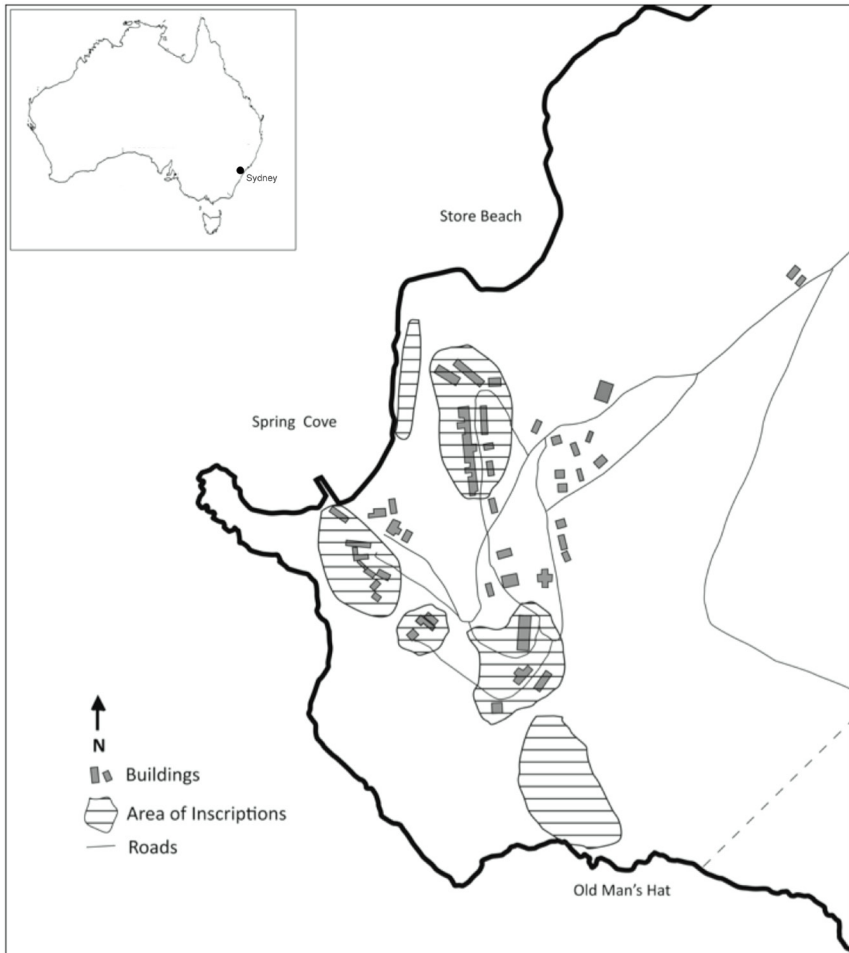 Sydney
Store Beach
Spring Cove
N
Buildings
Area of Inscriptions
Roads
Old Man's Hat